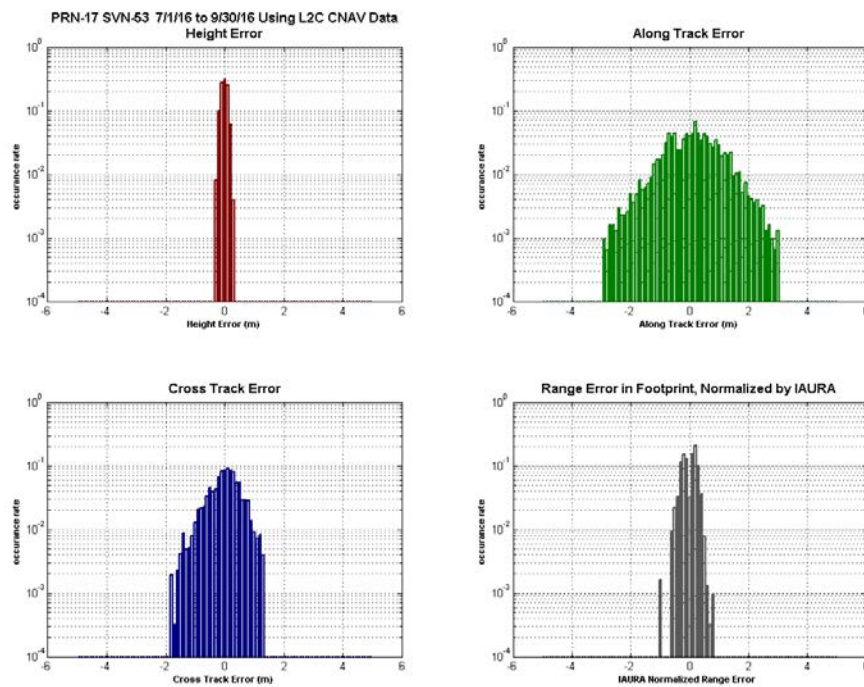 PRN-17 SVN-53 7/1/16 to 9/30/16 Using L2C CNAV Data
Height Error
10^0
10^-1
10^-2
10^-3
10^-4
occurance rate
-6 -4 -2 0 2 4 6
Height Error (m)
Along Track Error
10^0
10^-1
10^-2
10^-3
10^-4
occurance rate
-6 -4 -2 0 2 4 6
Along Track Error (m)
Cross Track Error
10^0
10^-1
10^-2
10^-3
10^-4
occurance rate
-6 -4 -2 0 2 4 6
Cross Track Error (m)
Range Error in Footprint, Normalized by IAURA
10^0
10^-1
10^-2
10^-3
10^-4
occurance rate
-6 -4 -2 0 2 4
IAURA Normalized Range Error